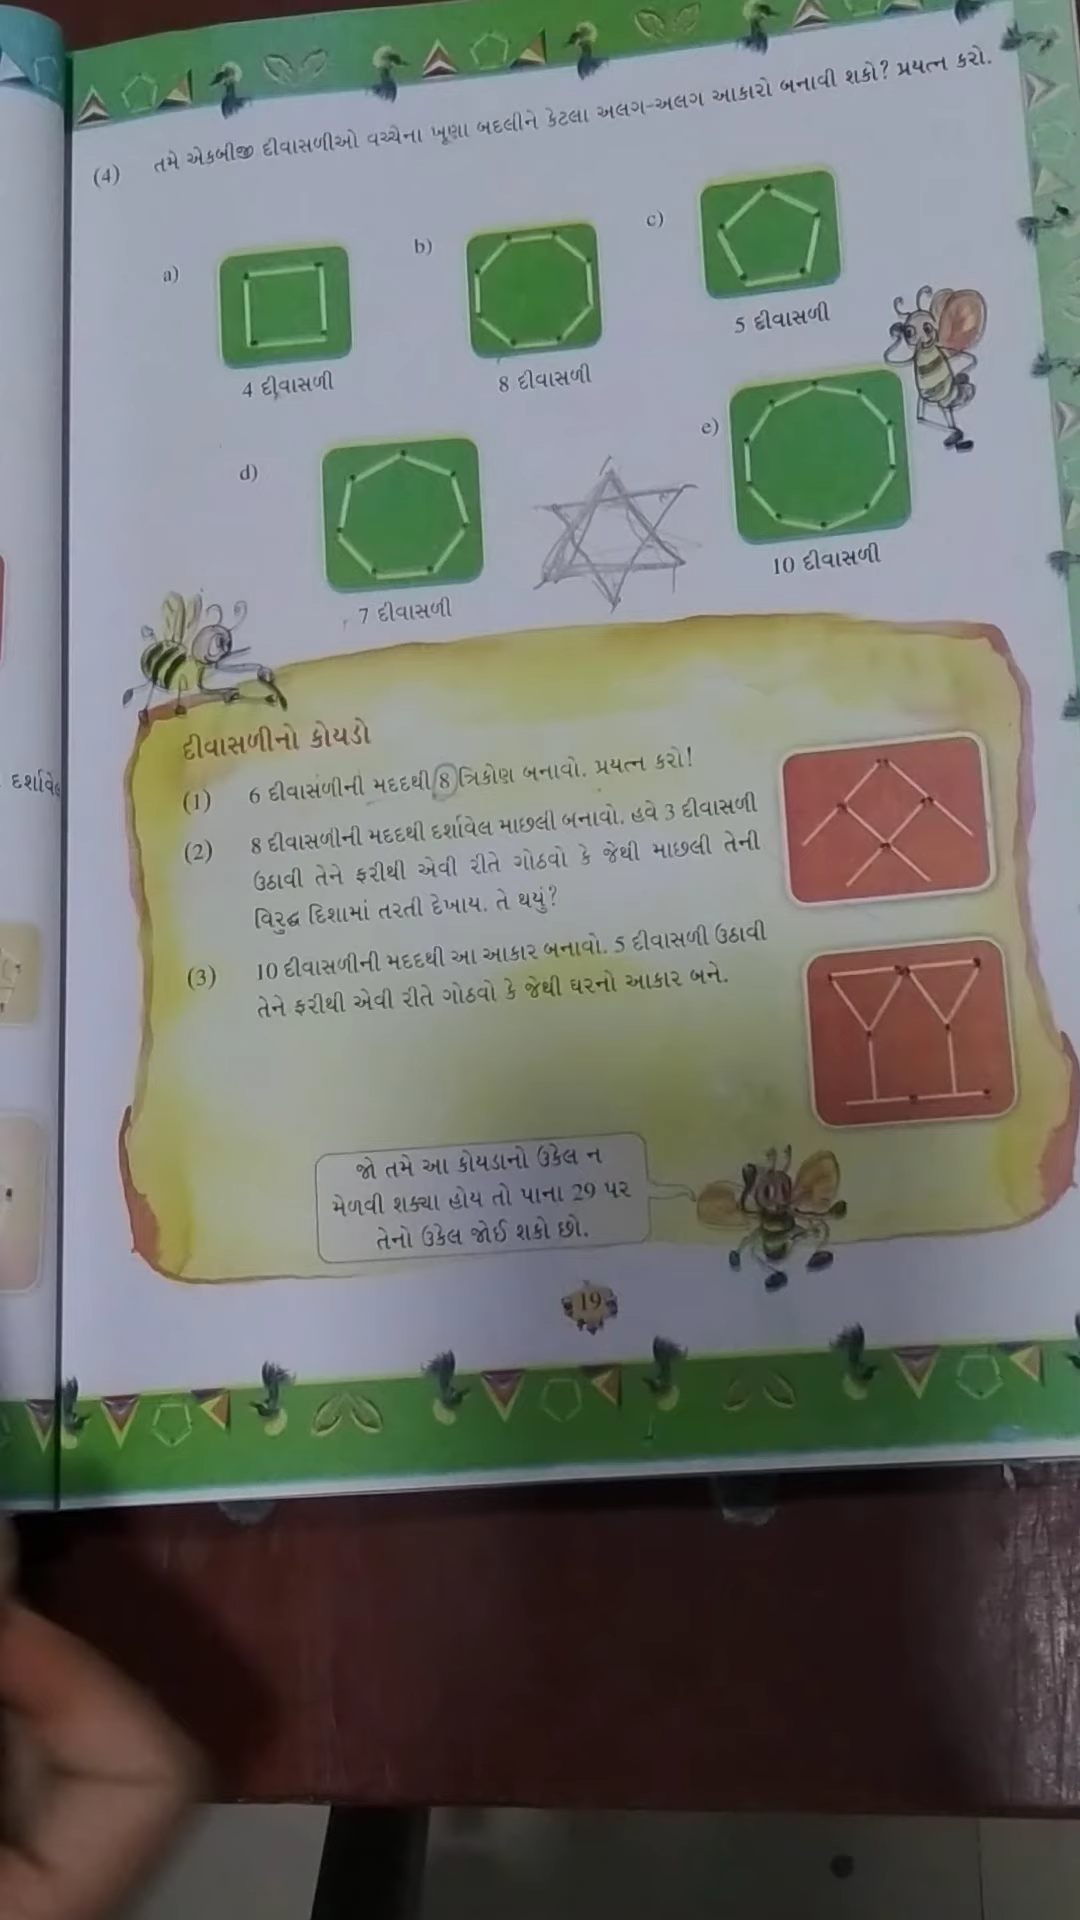 (4) તમે એકબીજી દીવાસળીઓ વચ્ચેના ખૂણા બદલીને કેટલા અલગ-અલગ આકારો બનાવી શકો? પ્રયત્ન કરો.
a)
b)
c)
4 દીવાસળી
8 દીવાસળી
5 દીવાસળી
d)
e)
7 દીવાસળી
10 દીવાસળી
દર્શાવેલ
દીવાસળીનો કોયડો
(1) 6 દીવાસળીની મદદથી 8 ત્રિકોણ બનાવો. પ્રયત્ન કરો!
(2) 8 દીવાસળીની મદદથી દર્શાવેલ માછલી બનાવો. હવે 3 દીવાસળી
ઉઠાવી તેને ફરીથી એવી રીતે ગોઠવો કે જેથી માછલી તેની
વિરુદ્ધ દિશામાં તરતી દેખાય. તે થયું?
(3) 10 દીવાસળીની મદદથી આ આકાર બનાવો. 5 દીવાસળી ઉઠાવી
તેને ફરીથી એવી રીતે ગોઠવો કે જેથી ઘરનો આકાર બને.
જો તમે આ કોયડાનો ઉકેલ ન
મેળવી શક્યા હોય તો પાના 29 પર
તેનો ઉકેલ જોઈ શકો છો.
19